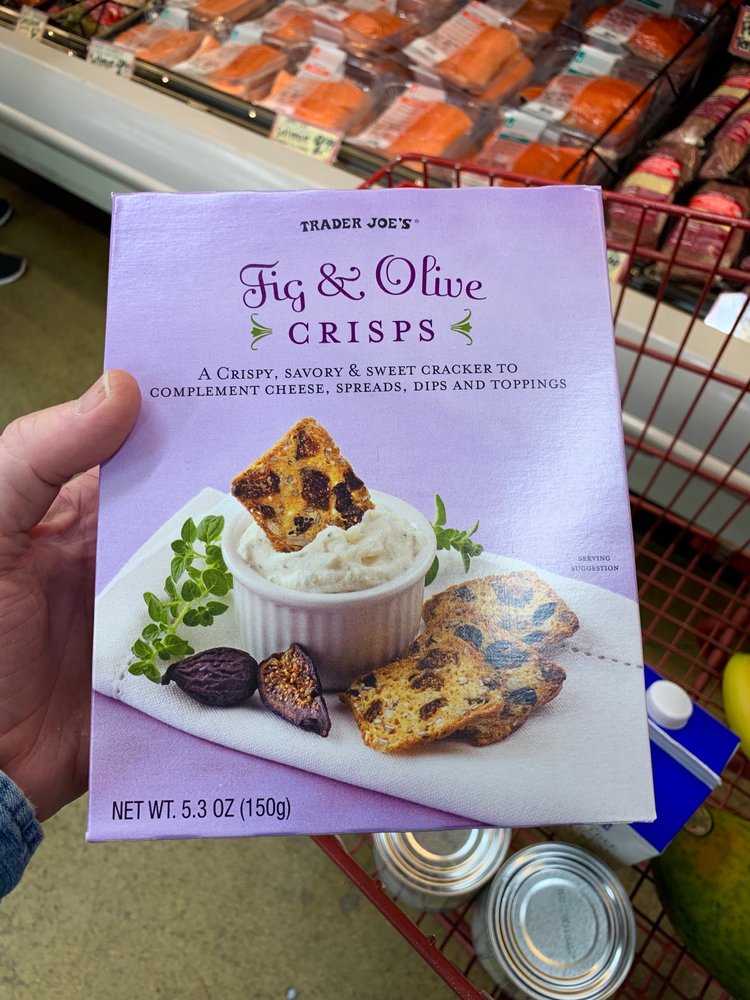 TRADER JOE'S®
Fig & Olive
CRISPS
A CRISPY, SAVORY & SWEET CRACKER TO
COMPLEMENT CHEESE, SPREADS, DIPS AND TOPPINGS
SERVING
SUGGESTION
NET WT. 5.3 OZ (150g)